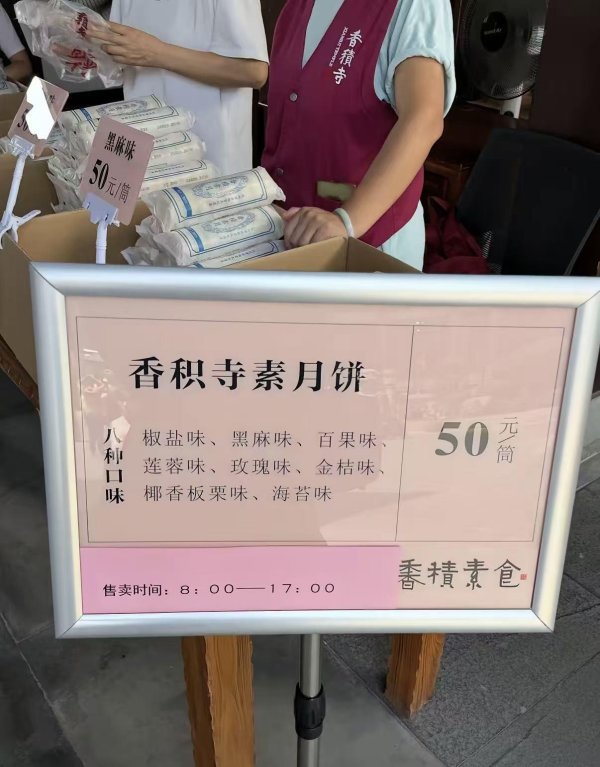 香積寺
黑麻味
50元/筒
香积寺素月饼
八种口味
椒盐味、黑麻味、百果味、
莲蓉味、玫瑰味、金桔味、
椰香板栗味、海苔味
50元/筒
售卖时间：8：00——17：00
香積素食